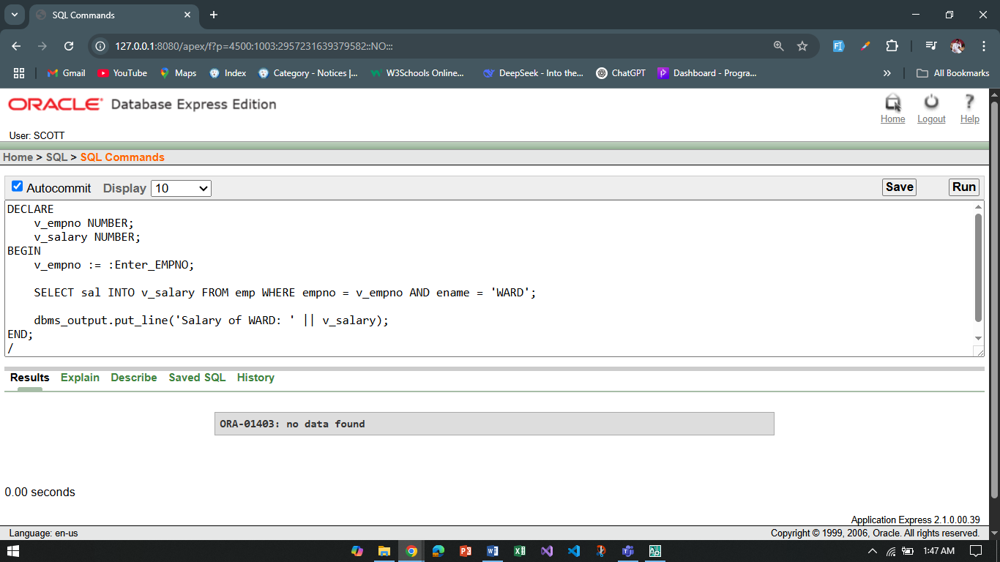 SQL Commands
127.0.0.1:8080/apex/f?p=4500:1003:2957231639379582::NO:::
Gmail YouTube Maps Index Category - Notices |... W3Schools Online... DeepSeek - Into the... ChatGPT Dashboard - Progra... » All Bookmarks
ORACLE Database Express Edition
Home Logout Help
User: SCOTT
Home > SQL > SQL Commands
Autocommit Display 10 Save Run
DECLARE
    v_empno NUMBER;
    v_salary NUMBER;
BEGIN
    v_empno := :Enter_EMPNO;
    SELECT sal INTO v_salary FROM emp WHERE empno = v_empno AND ename = 'WARD';
    dbms_output.put_line('Salary of WARD: ' || v_salary);
END;
/
Results Explain Describe Saved SQL History
ORA-01403: no data found
0.00 seconds
Application Express 2.1.0.00.39
Language: en-us Copyright © 1999, 2006, Oracle. All rights reserved.
1:47 AM